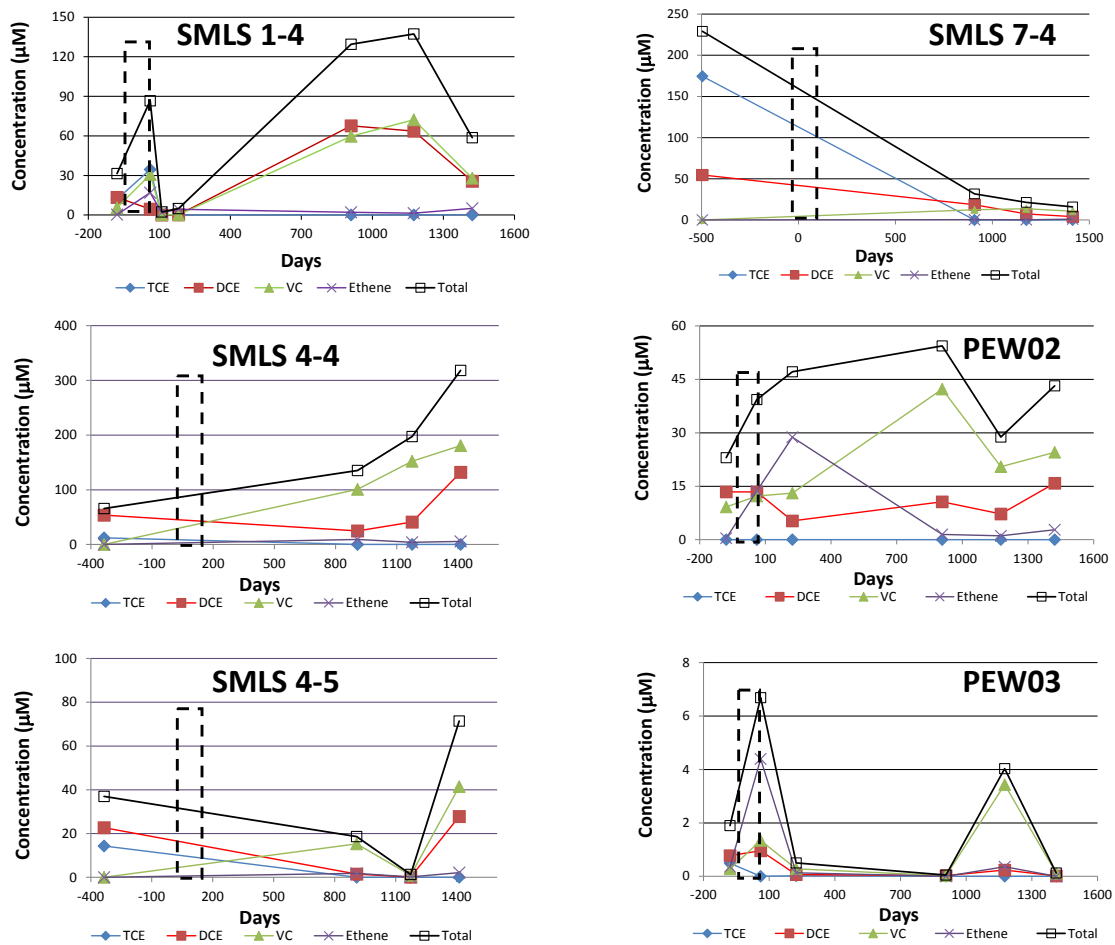 SMLS 1-4
Concentration (µM)
150
120
90
60
30
0
-200 100 400 700 1000 1300 1600
Days
TCE DCE VC Ethene Total
SMLS 7-4
Concentration (µM)
250
200
150
100
50
0
-500 0 500 1000 1500
Days
TCE DCE VC Ethene Total
SMLS 4-4
Concentration (µM)
400
300
200
100
0
-400 -100 200 500 800 1100 1400
Days
TCE DCE VC Ethene Total
PEW02
Concentration (µM)
60
45
30
15
0
-200 100 400 700 1000 1300 1600
Days
TCE DCE VC Ethene Total
SMLS 4-5
Concentration (µM)
100
80
60
40
20
0
-400 -100 200 500 800 1100 1400
Days
TCE DCE VC Ethene Total
PEW03
Concentration (µM)
8
6
4
2
0
-200 100 400 700 1000 1300 1600
Days
TCE DCE VC Ethene Total